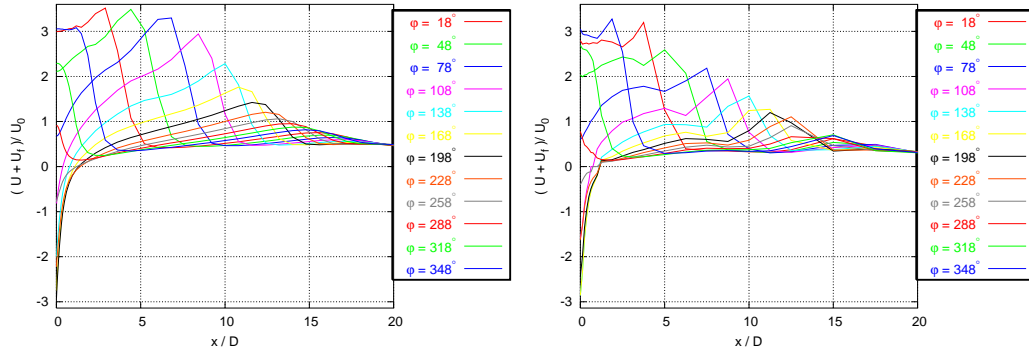 ( U + U_f ) / U_0
3
2
1
0
-1
-2
-3
0
5
10
15
20
x / D
φ = 18°
φ = 48°
φ = 78°
φ = 108°
φ = 138°
φ = 168°
φ = 198°
φ = 228°
φ = 258°
φ = 288°
φ = 318°
φ = 348°
( U + U_f ) / U_0
3
2
1
0
-1
-2
-3
0
5
10
15
20
x / D
φ = 18°
φ = 48°
φ = 78°
φ = 108°
φ = 138°
φ = 168°
φ = 198°
φ = 228°
φ = 258°
φ = 288°
φ = 318°
φ = 348°